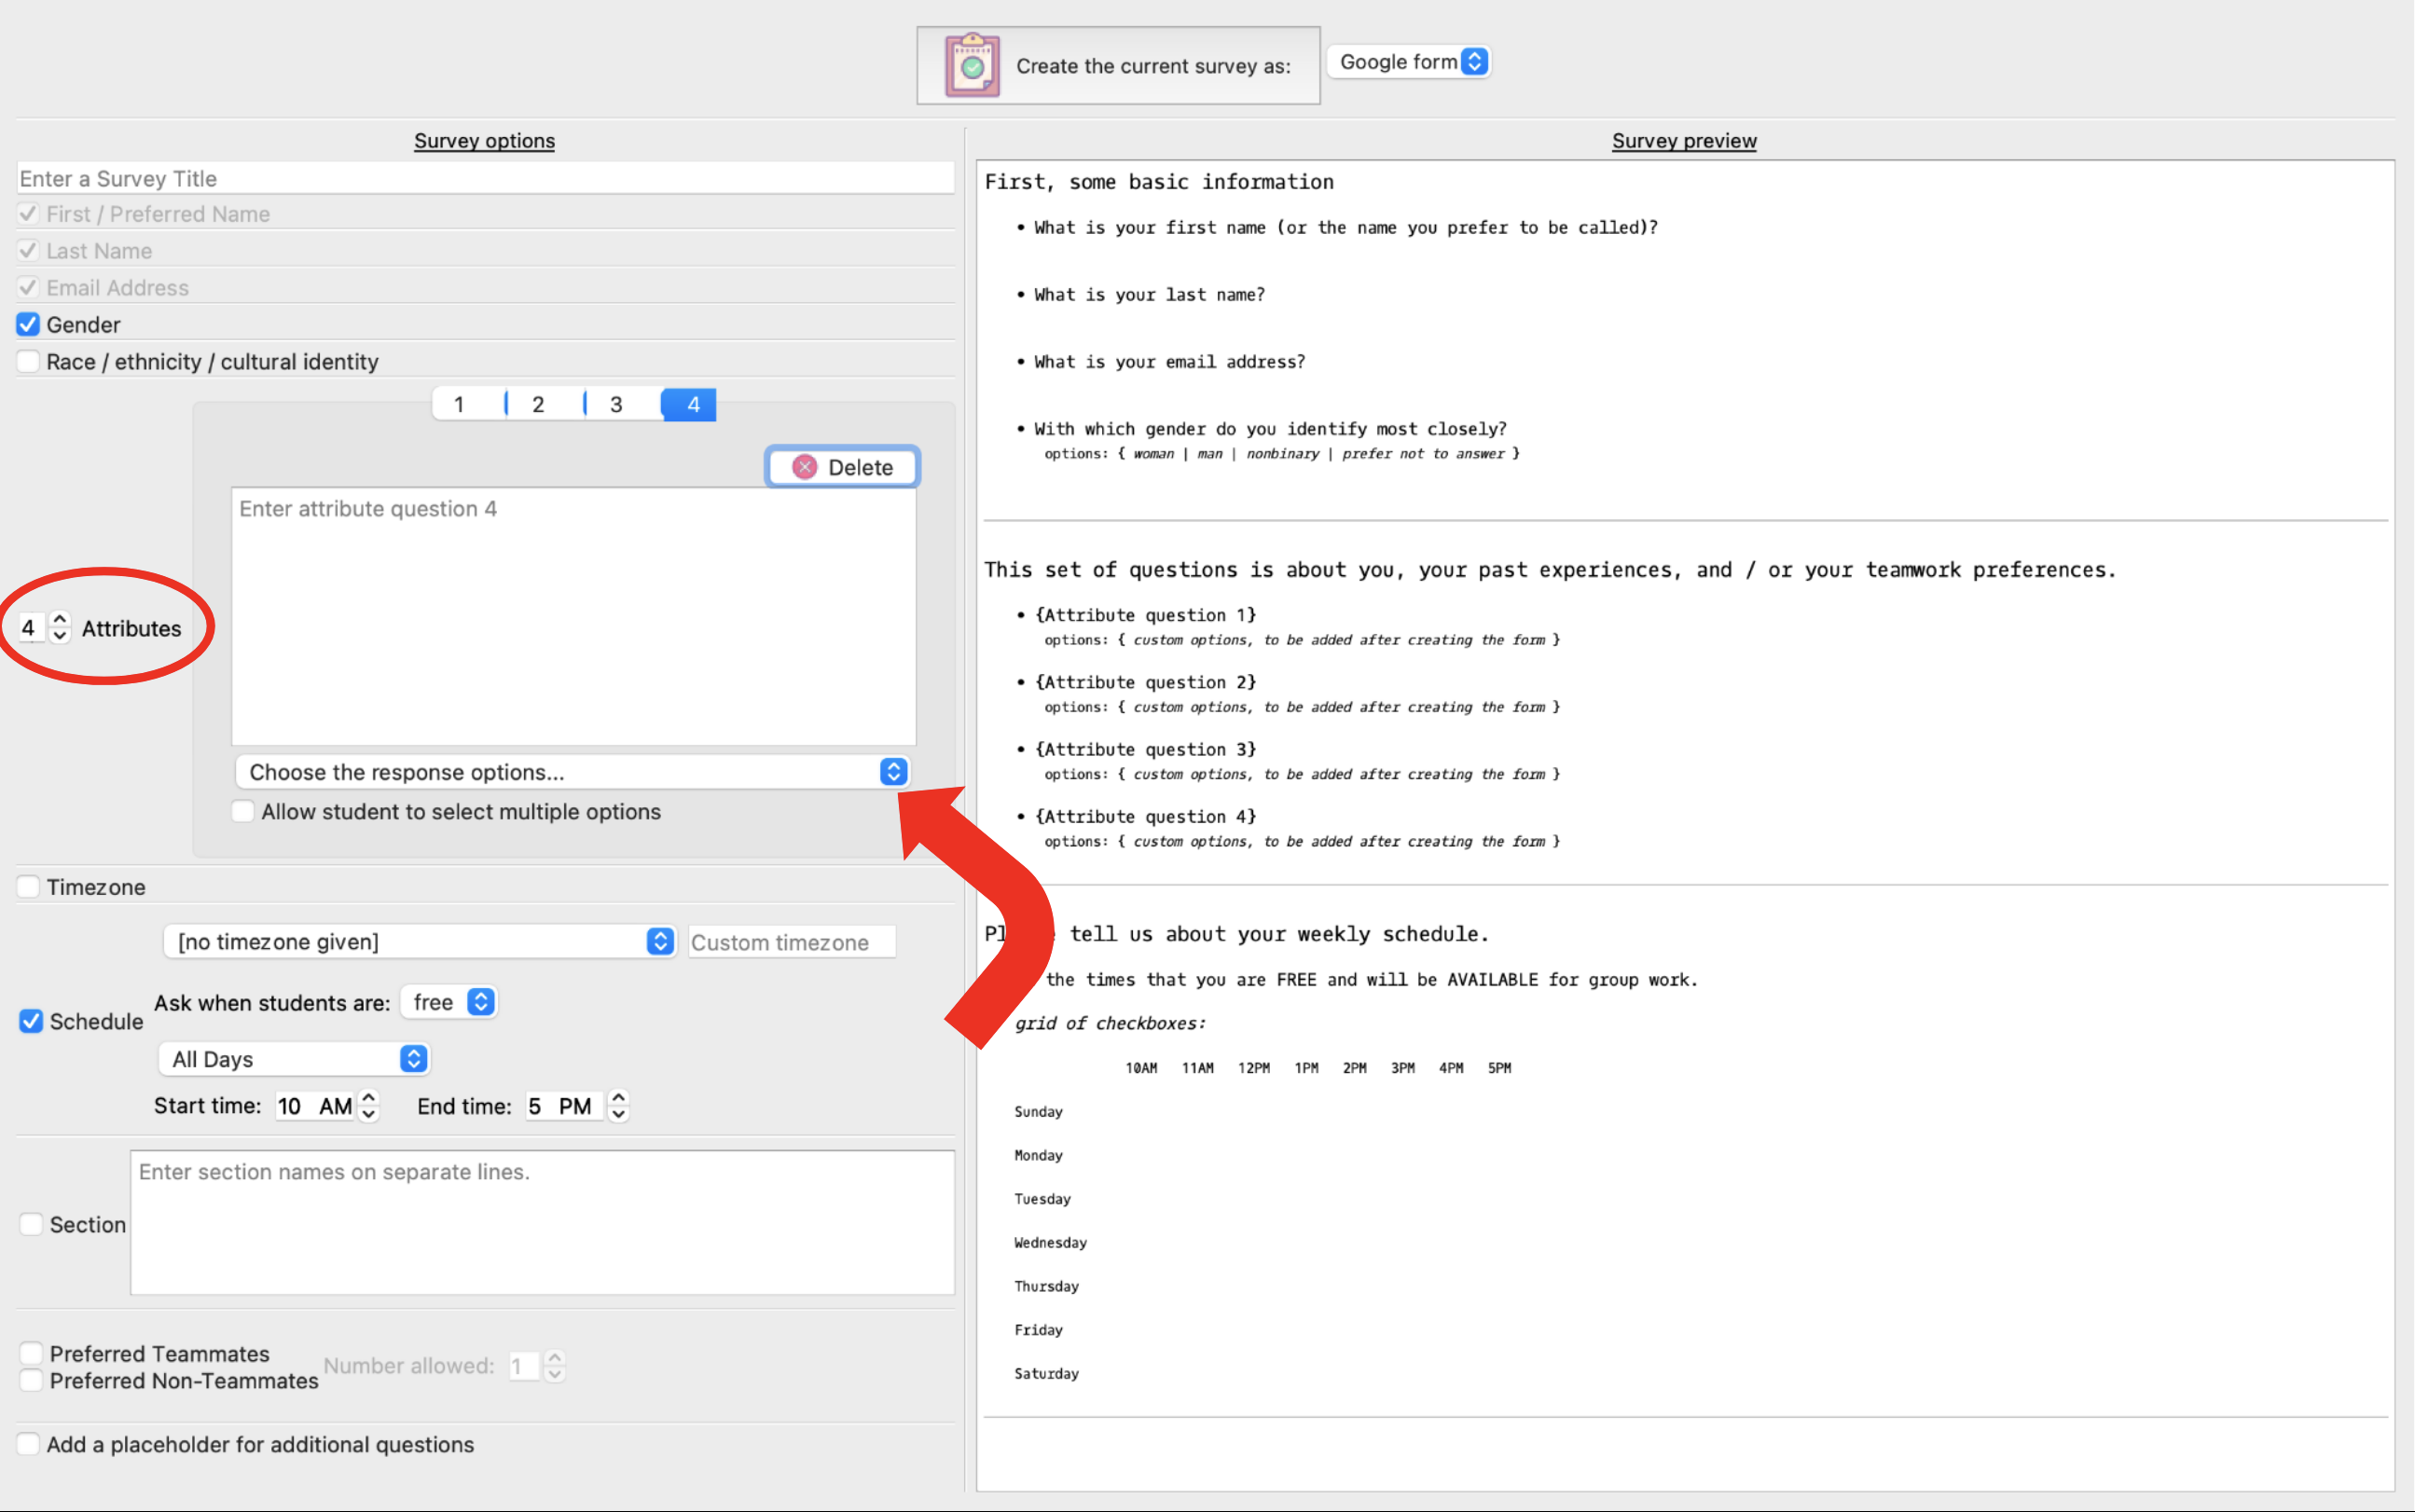 Create the current survey as:
Google form
Survey options
Enter a Survey Title
First / Preferred Name
Last Name
Email Address
Gender
Race / ethnicity / cultural identity
1 2 3 4
Delete
Enter attribute question 4
4 Attributes
Choose the response options...
Allow student to select multiple options
Timezone
[no timezone given]
Custom timezone
Schedule
Ask when students are: free
All Days
Start time: 10 AM End time: 5 PM
Section
Enter section names on separate lines.
Preferred Teammates
Preferred Non-Teammates
Number allowed: 1
Add a placeholder for additional questions
Survey preview
First, some basic information
• What is your first name (or the name you prefer to be called)?
• What is your last name?
• What is your email address?
• With which gender do you identify most closely?
options: { woman | man | nonbinary | prefer not to answer }
This set of questions is about you, your past experiences, and / or your teamwork preferences.
• {Attribute question 1}
options: { custom options, to be added after creating the form }
• {Attribute question 2}
options: { custom options, to be added after creating the form }
• {Attribute question 3}
options: { custom options, to be added after creating the form }
• {Attribute question 4}
options: { custom options, to be added after creating the form }
tell us about your weekly schedule.
the times that you are FREE and will be AVAILABLE for group work.
grid of checkboxes:
10AM 11AM 12PM 1PM 2PM 3PM 4PM 5PM
Sunday
Monday
Tuesday
Wednesday
Thursday
Friday
Saturday